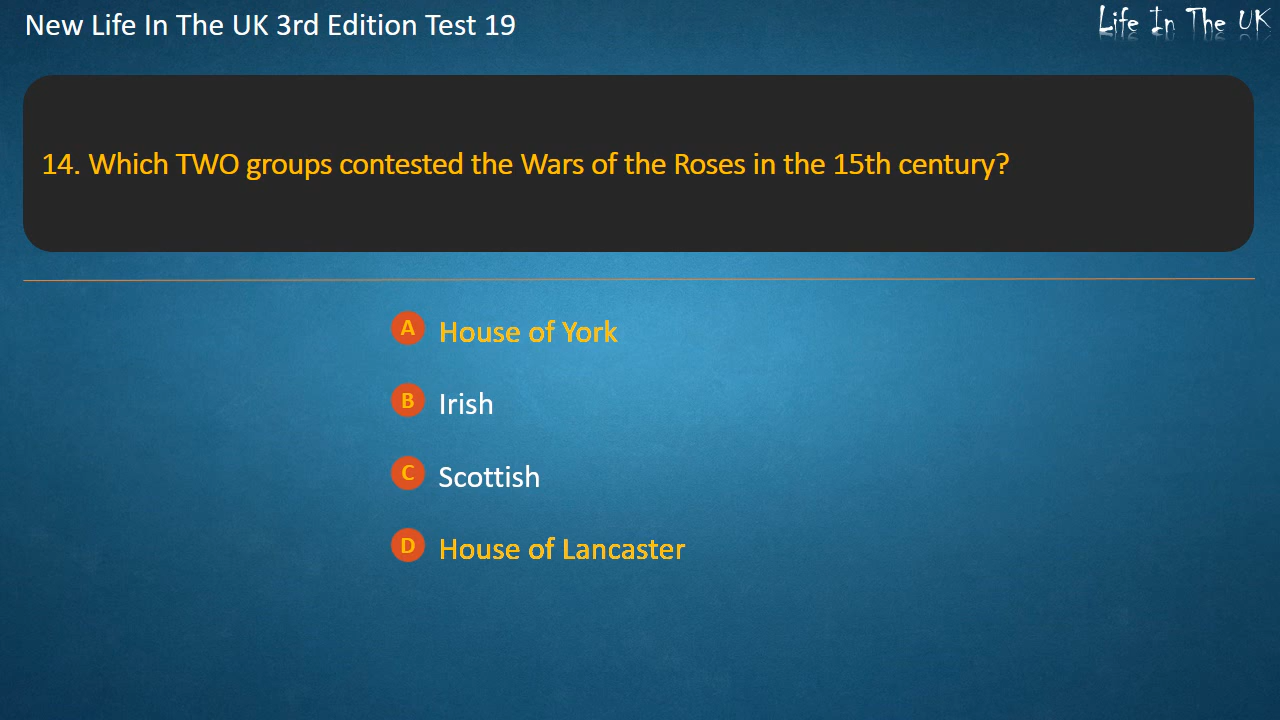 New Life In The UK 3rd Edition Test 19
Life In The UK
14. Which TWO groups contested the Wars of the Roses in the 15th century?
A House of York
B Irish
C Scottish
D House of Lancaster